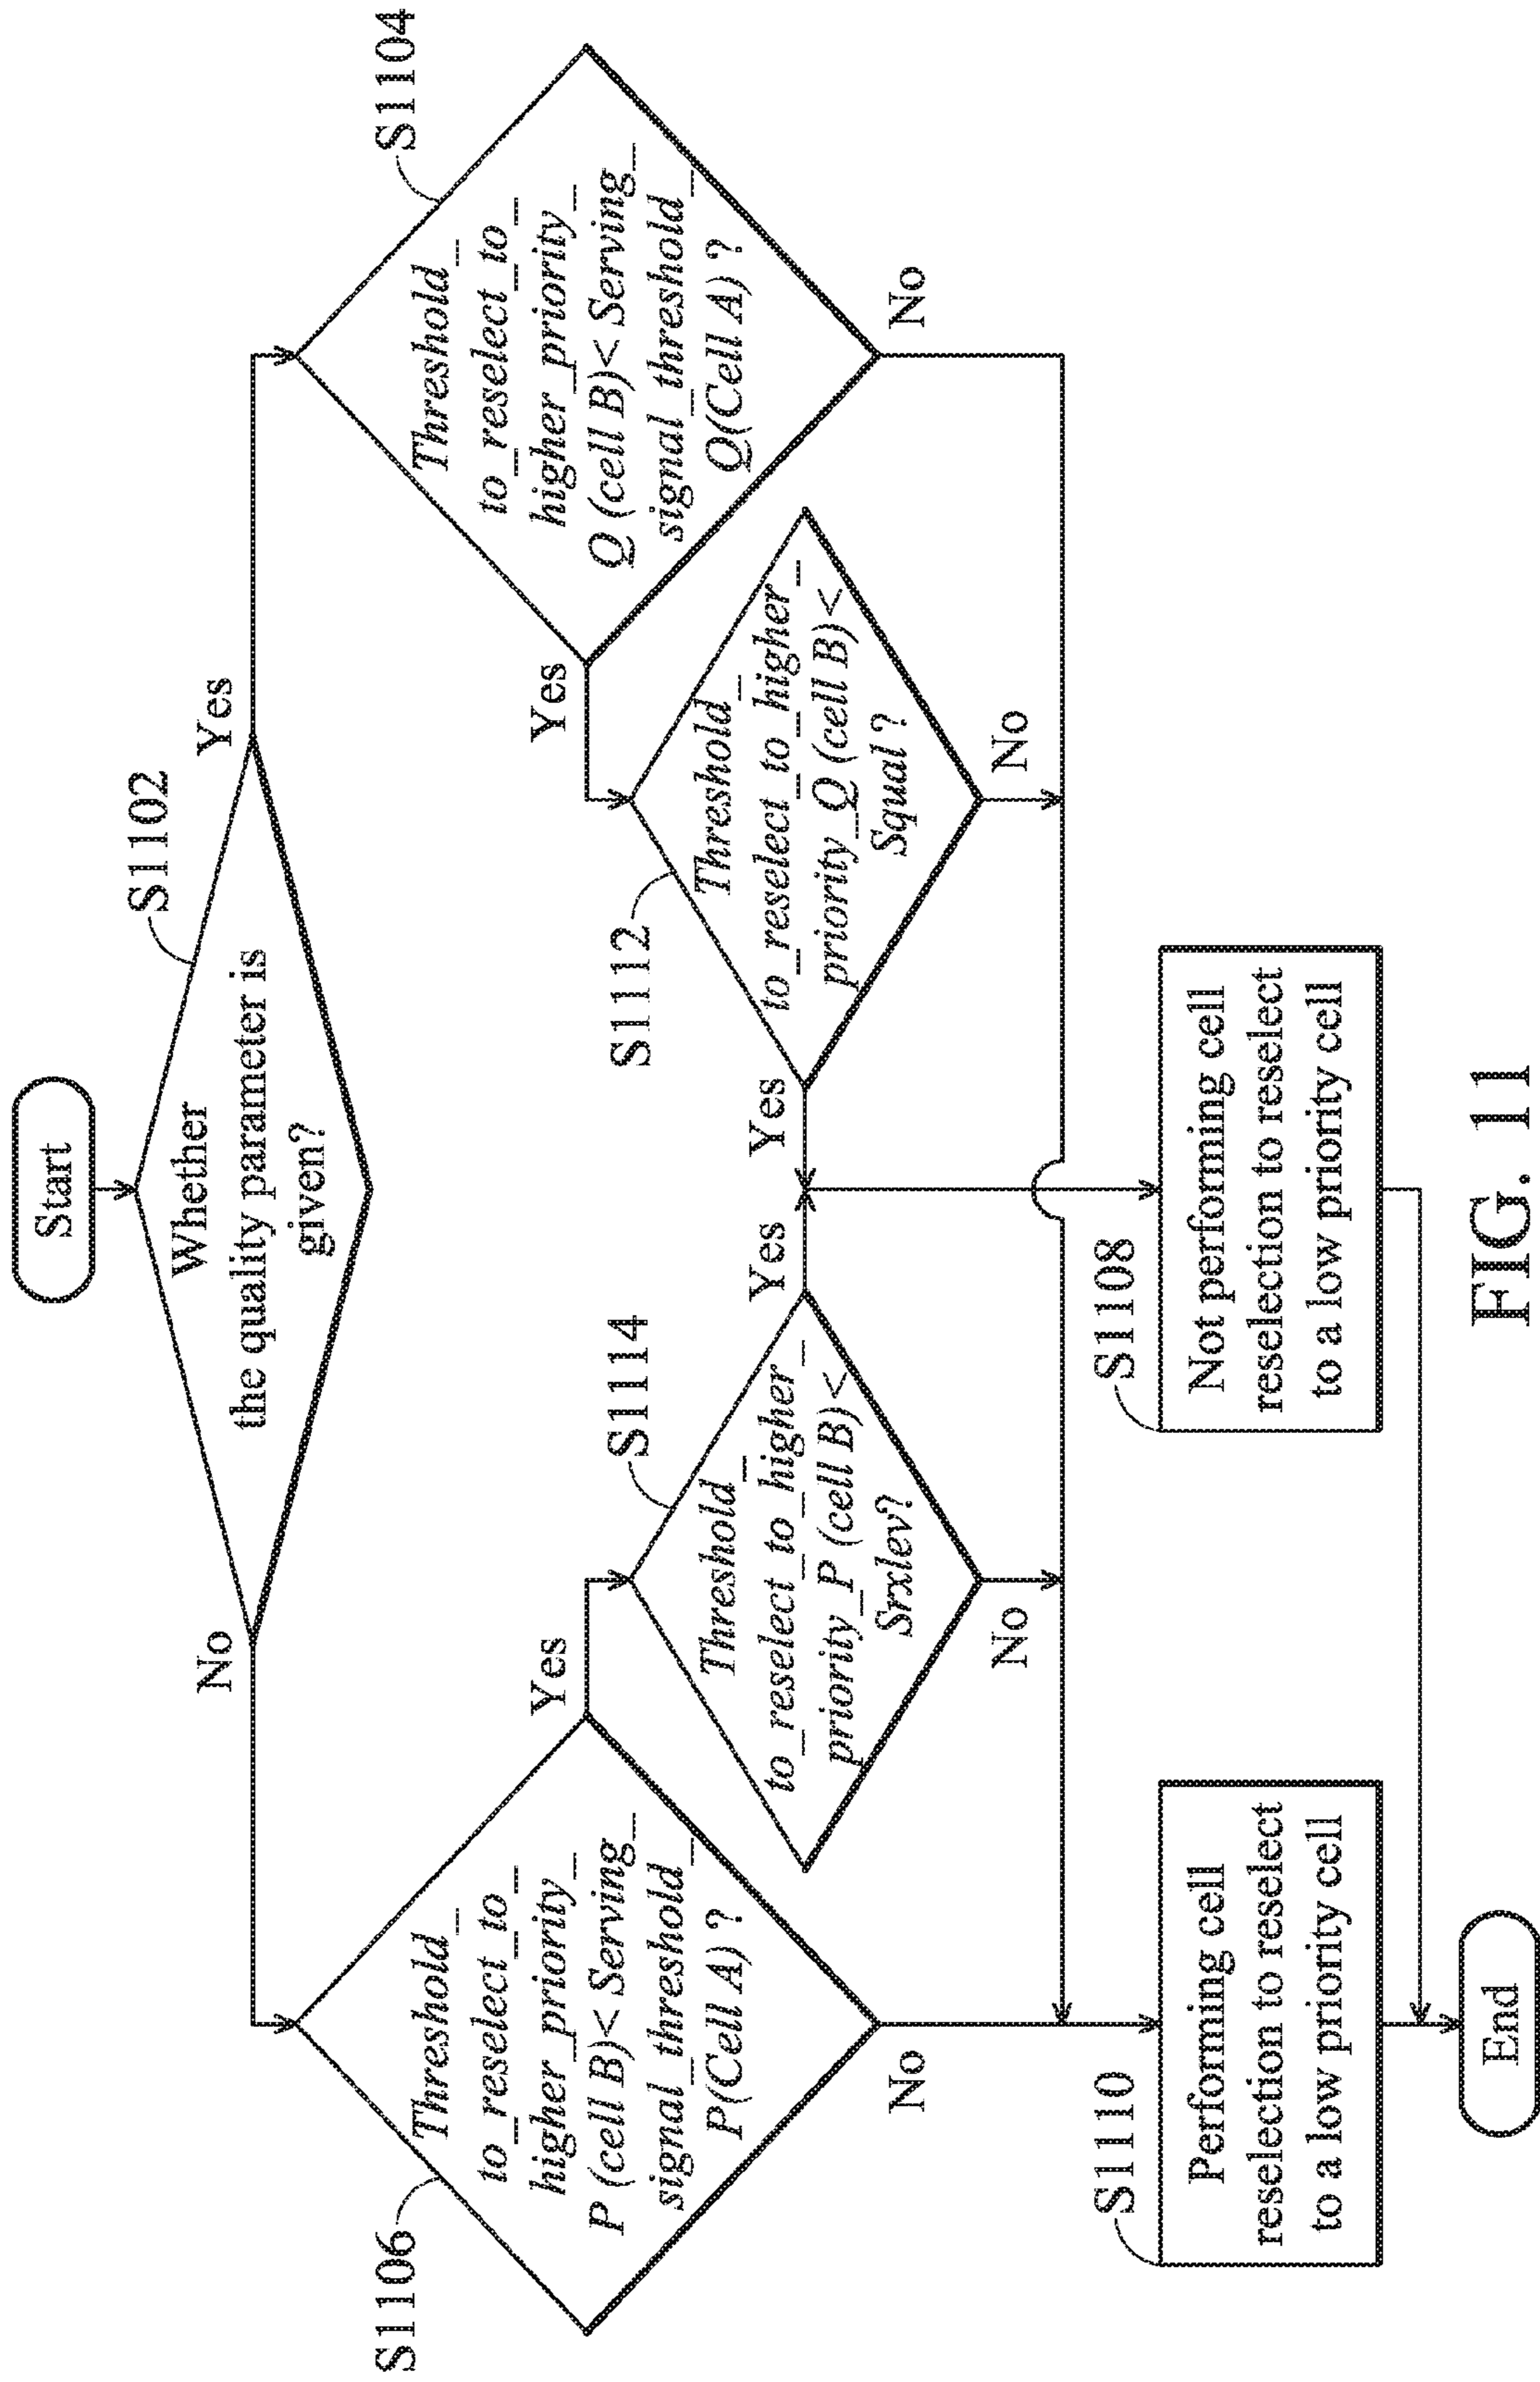 Start
S1102
Whether
the quality parameter is
given?
No
Yes
S1106
Threshold_
to_reselect_to_
higher_priority_
P (cell B)< Serving_
signal_threshold_
P(Cell A) ?
Yes
No
S1104
Threshold_
to_reselect_to_
higher_priority_
Q (cell B)< Serving_
signal_threshold_
Q(Cell A) ?
Yes
No
S1114
Threshold_
to_reselect_to_higher_
priority_P (cell B)<
Srxlev?
Yes
No
S1112
Threshold_
to_reselect_to_higher_
priority_Q (cell B)<
Squal ?
Yes
No
S1110
Performing cell
reselection to reselect
to a low priority cell
S1108
Not performing cell
reselection to reselect
to a low priority cell
End
FIG. 11